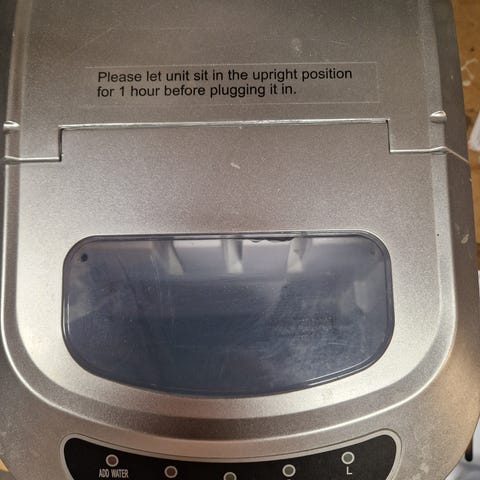 Please let unit sit in the upright position
for 1 hour before plugging it in.
ADD WATER
L